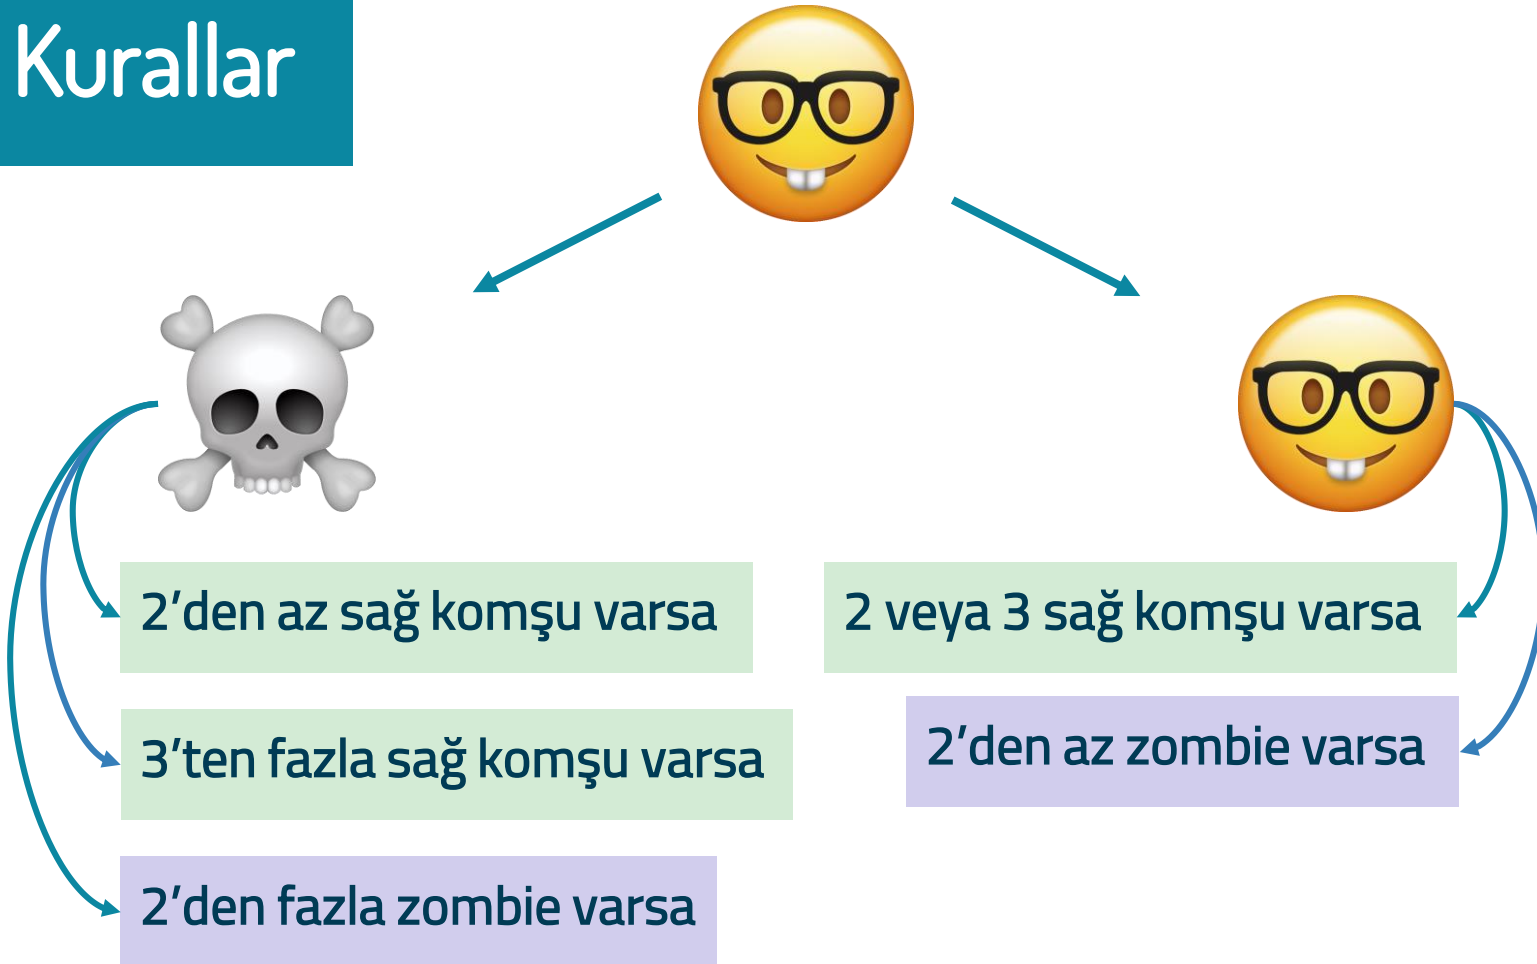 Kurallar
2’den az sağ komşu varsa
2 veya 3 sağ komşu varsa
3’ten fazla sağ komşu varsa
2’den az zombie varsa
2’den fazla zombie varsa